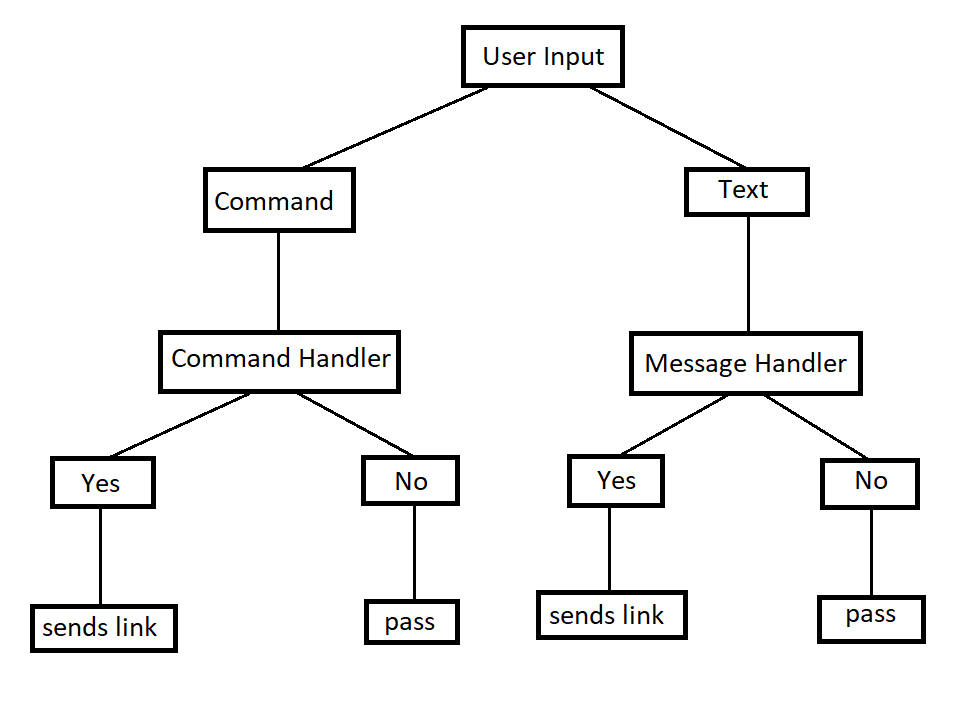 User Input
Command
Text
Command Handler
Message Handler
Yes
No
Yes
No
sends link
pass
sends link
pass